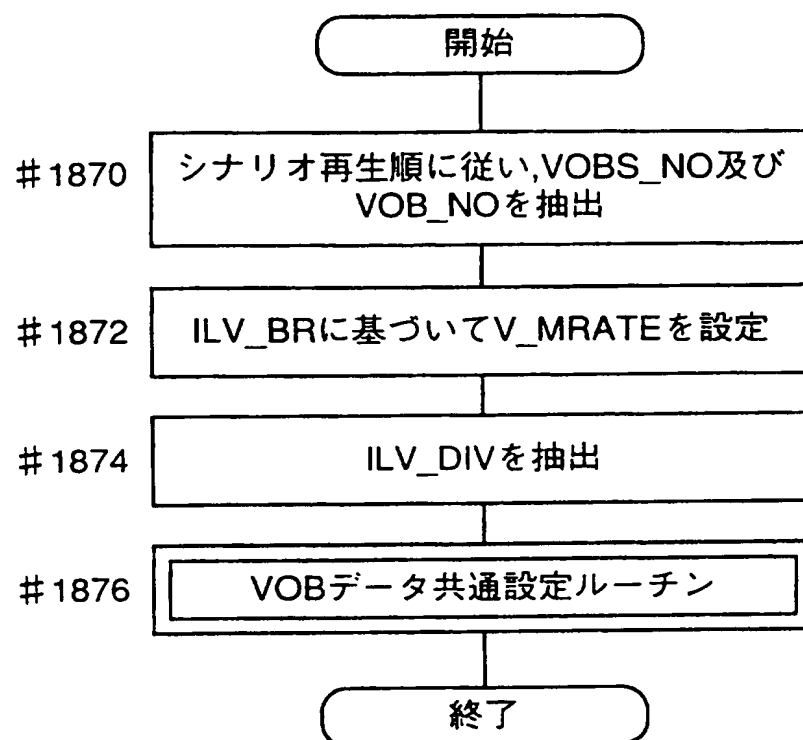 開始
#1870
シナリオ再生順に従い,VOBS_NO及び
VOB_NOを抽出
#1872
ILV_BRに基づいてV_MRATEを設定
#1874
ILV_DIVを抽出
#1876
VOBデータ共通設定ルーチン
終了